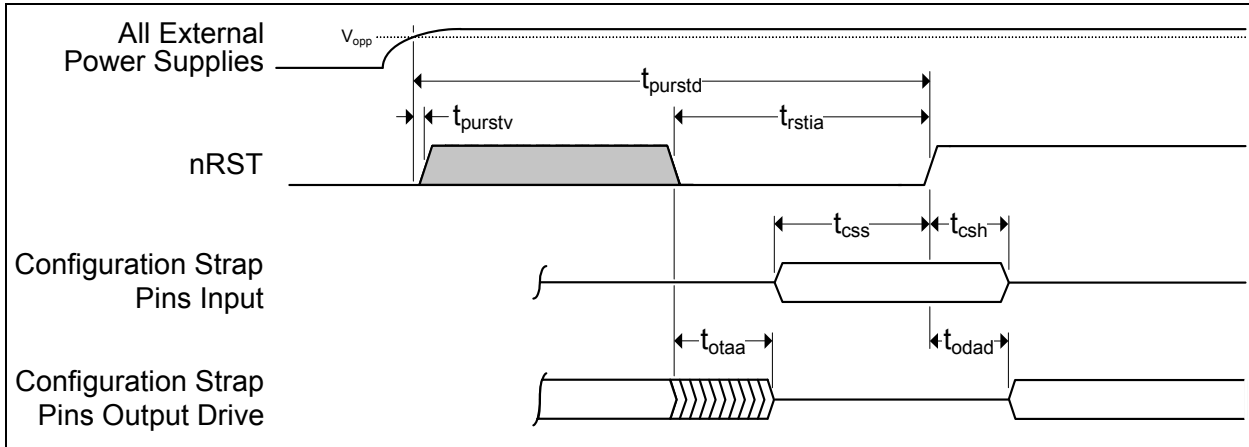 All External
Power Supplies
Vopp
tpurstd
tpurstv
trstia
nRST
tcss
tcsh
Configuration Strap
Pins Input
totaa
todad
Configuration Strap
Pins Output Drive